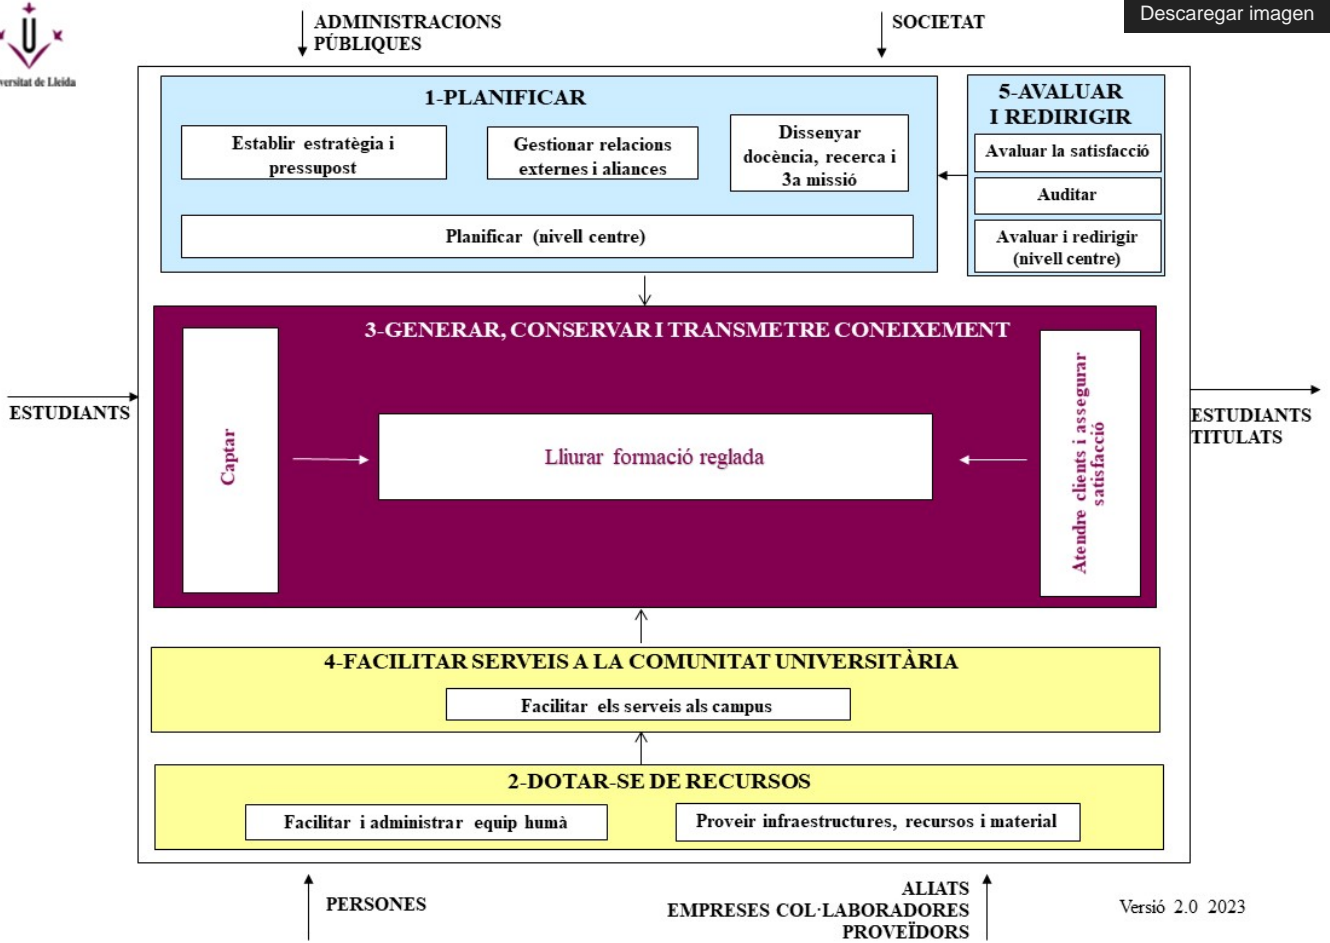 Descaregar imagen
ADMINISTRACIONS
PÚBLIQUES
SOCIETAT
de Lleida
1-PLANIFICAR
Establir estratègia i
pressupost
Gestionar relacions
externes i aliances
Dissenyar
docència, recerca i
3a missió
Planificar (nivell centre)
5-AVALUAR
I REDIRIGIR
Avaluar la satisfacció
Auditar
Avaluar i redirigir
(nivell centre)
3-GENERAR, CONSERVAR I TRANSMETRE CONEIXEMENT
ESTUDIANTS
Captar
Lliurar formació reglada
Atendre clients i assegurar
satisfacció
ESTUDIANTS
TITULATS
4-FACILITAR SERVEIS A LA COMUNITAT UNIVERSITÀRIA
Facilitar els serveis als campus
2-DOTAR-SE DE RECURSOS
Facilitar i administrar equip humà
Proveir infraestructures, recursos i material
PERSONES
ALIATS
EMPRESES COL·LABORADORES
PROVEÏDORS
Versió 2.0 2023